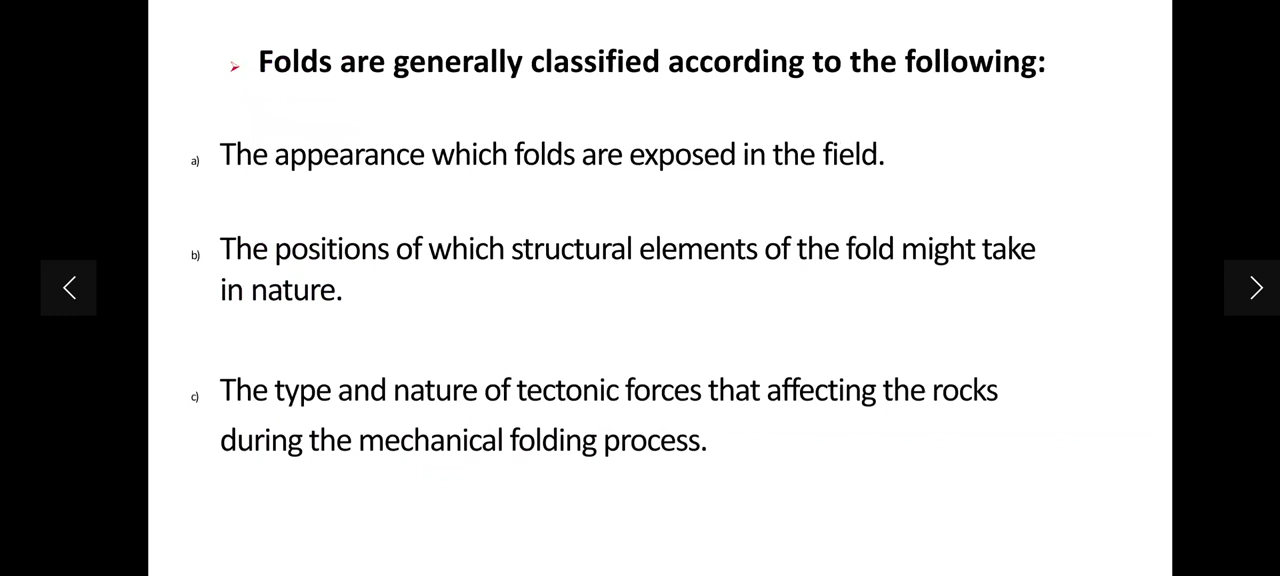 Folds are generally classified according to the following:
a) The appearance which folds are exposed in the field.
b) The positions of which structural elements of the fold might take
in nature.
c) The type and nature of tectonic forces that affecting the rocks
during the mechanical folding process.